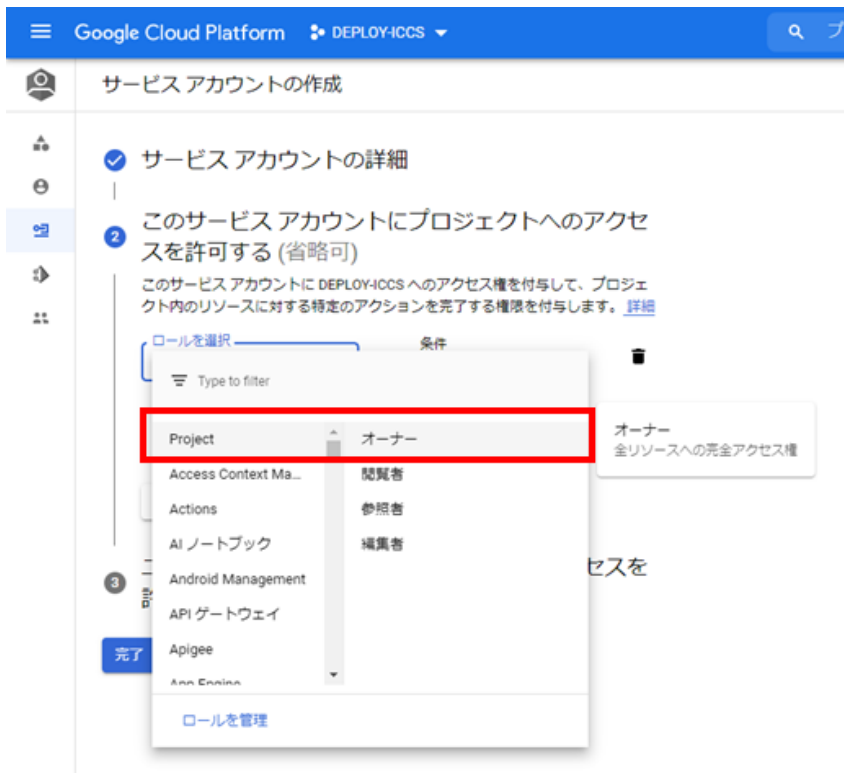 Google Cloud Platform DEPLOY-ICCS
プ
サービス アカウントの作成
サービス アカウントの詳細
2 このサービス アカウントにプロジェクトへのアクセ
スを許可する (省略可)
このサービス アカウントに DEPLOY-ICCS へのアクセス権を付与して、プロジェ
クト内のリソースに対する特定のアクションを完了する権限を付与します。 詳細
ロールを選択 条件
Type to filter
Project オーナー
オーナー
全リソースへの完全アクセス権
Access Context Ma... 閲覧者
Actions 参照者
AI ノートブック 編集者
3 セスを
Android Management
API ゲートウェイ
Apigee
完了
App Engine
ロールを管理